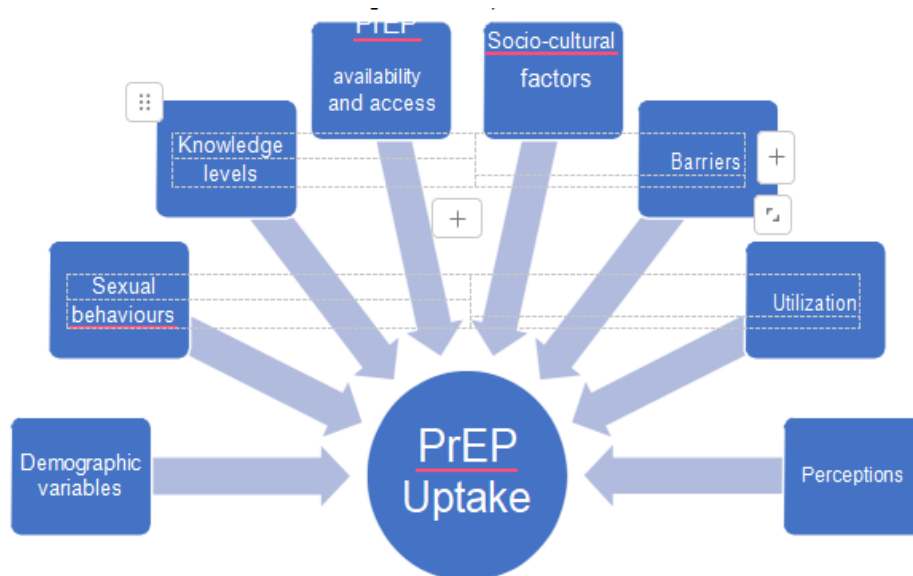 PrEP
availability
and access
Socio-cultural
factors
Knowledge
levels
Barriers
Sexual
behaviours
Utilization
Demographic
variables
PrEP
Uptake
Perceptions